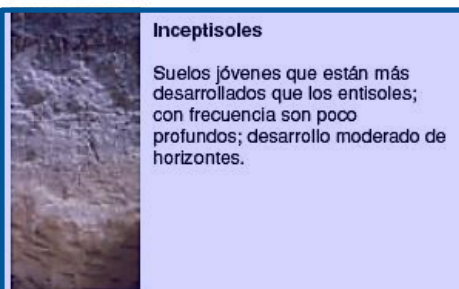 Inceptisoles
Suelos jóvenes que están más
desarrollados que los entisoles;
con frecuencia son poco
profundos; desarrollo moderado de
horizontes.